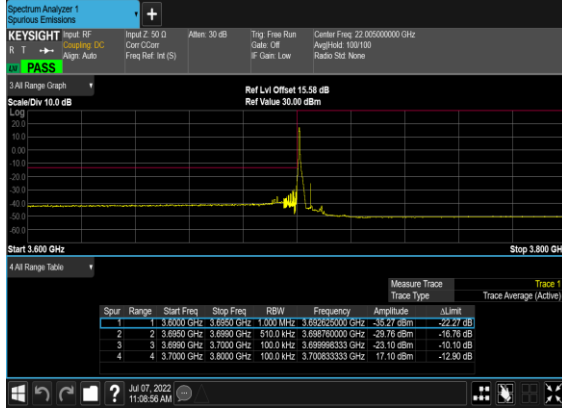 Spectrum Analyzer 1
Spurious Emissions
+
KEYSIGHT Input: RF Input Z: 50 Ω Atten: 30 dB Trig: Free Run Center Freq: 22.005000000 GHz
R T Coupling: DC Corr CCorr Gate: Off Avg|Hold: 100/100
Align: Auto Freq Ref: Int (S) IF Gain: Low Radio Std: None
PASS
3 All Range Graph Ref Lvl Offset 15.58 dB
Scale/Div 10.0 dB Ref Value 30.00 dBm
Log
20.0
10.0
0.00
-10.0
-20.0
-30.0
-40.0
-50.0
-60.0
Start 3.600 GHz Stop 3.800 GH
4 All Range Table
Measure Trace Trace 1
Trace Type Trace Average (Active)
Spur Range Start Freq Stop Freq RBW Frequency Amplitude ΔLimit
1 1 3.6000 GHz 3.6950 GHz 1.000 MHz 3.692625000 GHz -35.27 dBm -22.27 dB
2 2 3.6950 GHz 3.6990 GHz 510.0 kHz 3.698760000 GHz -29.76 dBm -16.76 dB
3 3 3.6990 GHz 3.7000 GHz 100.0 kHz 3.699998333 GHz -23.10 dBm -10.10 dB
4 4 3.7000 GHz 3.8000 GHz 100.0 kHz 3.700833333 GHz 17.10 dBm -12.90 dB
? Jul 07, 2022
11:08:56 AM